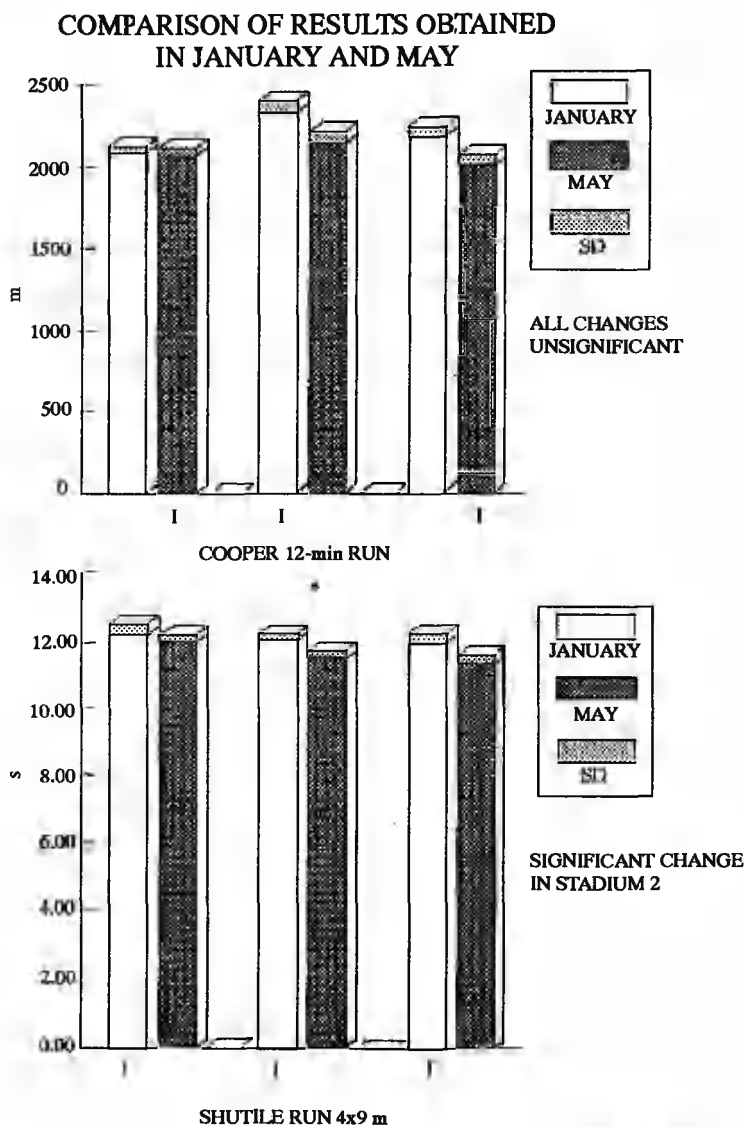 COMPARISON OF RESULTS OBTAINED
IN JANUARY AND MAY
2500
2000
1500
1000
500
0
m
I I I
COOPER 12-min RUN
JANUARY
MAY
SD
ALL CHANGES
UNSIGNIFICANT
14.00
12.00
10.00
8.00
6.00
4.00
2.00
0.00
s
*
I I I
SHUTILE RUN 4x9 m
JANUARY
MAY
SD
SIGNIFICANT CHANGE
IN STADIUM 2